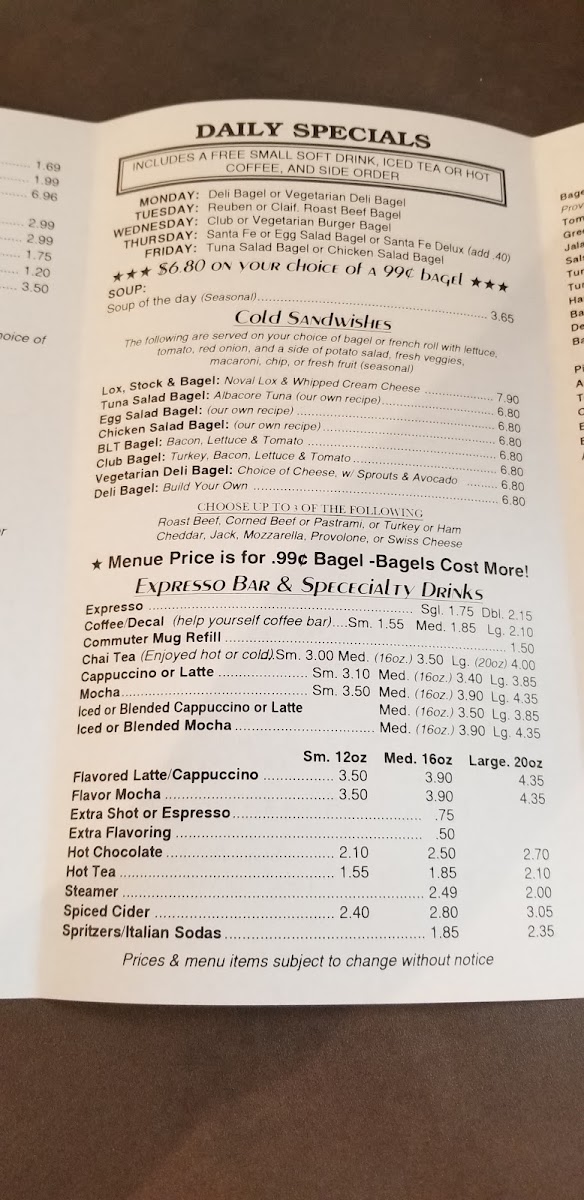 DAILY SPECIALS
INCLUDES A FREE SMALL SOFT DRINK, ICED TEA OR HOT
COFFEE, AND SIDE ORDER
MONDAY: Deli Bagel or Vegetarian Deli Bagel
TUESDAY: Reuben or Claif. Roast Beef Bagel
WEDNESDAY: Club or Vegetarian Burger Bagel
THURSDAY: Santa Fe or Egg Salad Bagel or Santa Fe Delux (add .40)
FRIDAY: Tuna Salad Bagel or Chicken Salad Bagel
★★★ $6.80 ON YOUR CHOICE OF A 99¢ BAGEL ★★★
SOUP:
Soup of the day (Seasonal) 3.65
Cold Sandwishes
The following are served on your choice of bagel or french roll with lettuce,
tomato, red onion, and a side of potato salad, fresh veggies,
macaroni, chip, or fresh fruit (seasonal)
Lox, Stock & Bagel: Noval Lox & Whipped Cream Cheese 7.90
Tuna Salad Bagel: Albacore Tuna (our own recipe) 6.80
Egg Salad Bagel: (our own recipe) 6.80
Chicken Salad Bagel: (our own recipe) 6.80
BLT Bagel: Bacon, Lettuce & Tomato 6.80
Club Bagel: Turkey, Bacon, Lettuce & Tomato 6.80
Vegetarian Deli Bagel: Choice of Cheese, w/ Sprouts & Avocado 6.80
Deli Bagel: Build Your Own 6.80
CHOOSE UP TO 3 OF THE FOLLOWING
Roast Beef, Corned Beef or Pastrami, or Turkey or Ham
Cheddar, Jack, Mozzarella, Provolone, or Swiss Cheese
★ Menue Price is for .99¢ Bagel -Bagels Cost More!
Expresso Bar & Spececialty Drinks
Expresso Sgl. 1.75 Dbl. 2.15
Coffee/Decal (help yourself coffee bar) Sm. 1.55 Med. 1.85 Lg. 2.10
Commuter Mug Refill 1.50
Chai Tea (Enjoyed hot or cold) Sm. 3.00 Med. (16oz.) 3.50 Lg. (20oz) 4.00
Cappuccino or Latte Sm. 3.10 Med. (16oz.) 3.40 Lg. 3.85
Mocha Sm. 3.50 Med. (16oz.) 3.90 Lg. 4.35
Iced or Blended Cappuccino or Latte Med. (16oz.) 3.50 Lg. 3.85
Iced or Blended Mocha Med. (16oz.) 3.90 Lg. 4.35
Sm. 12oz Med. 16oz Large. 20oz
Flavored Latte/Cappuccino 3.50 3.90 4.35
Flavor Mocha 3.50 3.90 4.35
Extra Shot or Espresso .75
Extra Flavoring .50
Hot Chocolate 2.10 2.50 2.70
Hot Tea 1.55 1.85 2.10
Steamer 2.49 2.00
Spiced Cider 2.40 2.80 3.05
Spritzers/Italian Sodas 1.85 2.35
Prices & menu items subject to change without notice
1.69
1.99
6.96
2.99
2.99
1.75
1.20
3.50